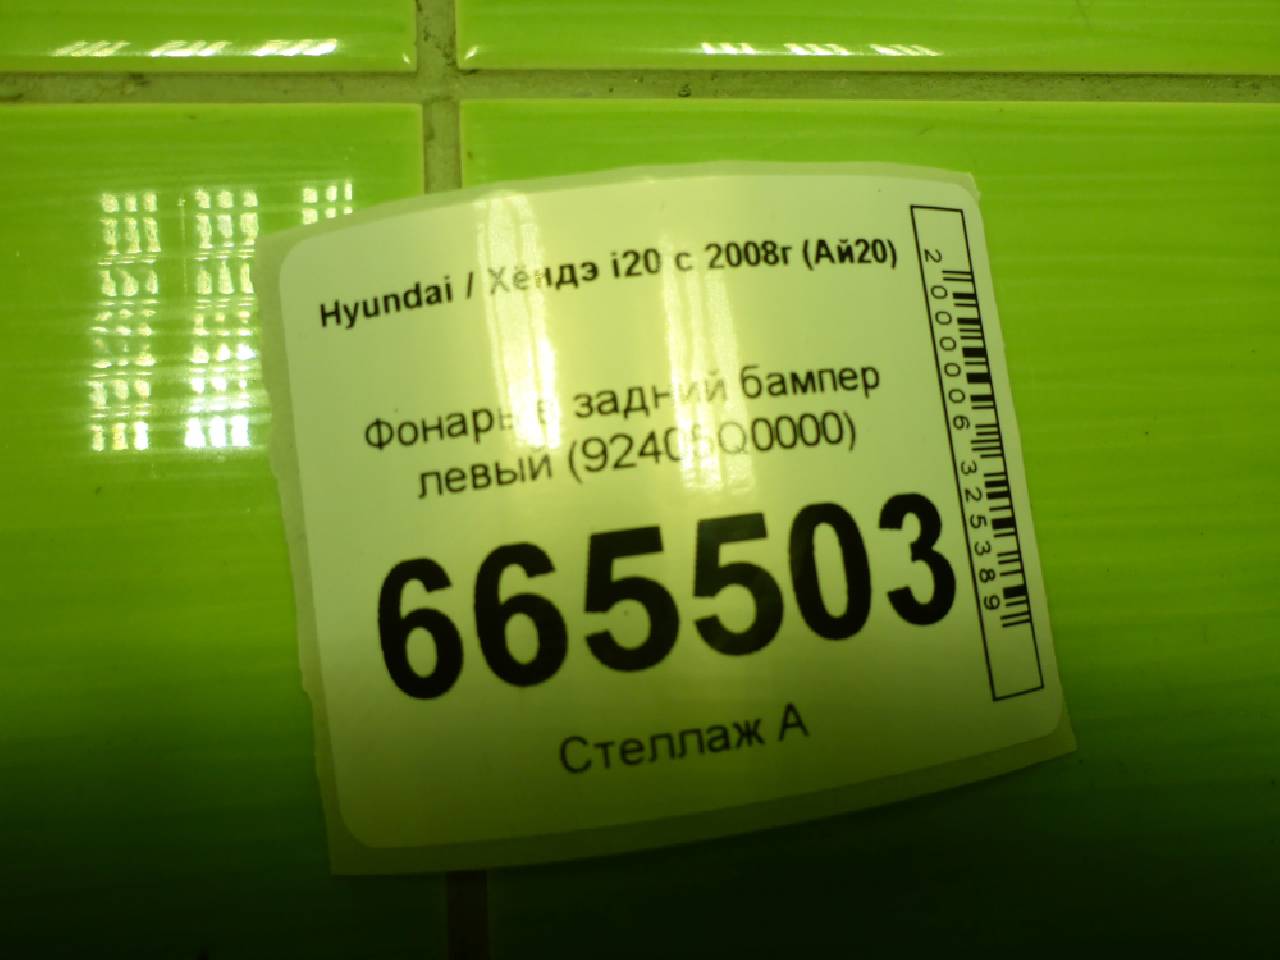 Hyundai / Хёндэ i20 с 2008г (Ай20)
Фонарь в задний бампер
левый (92405Q0000)
665503
Стеллаж А
2000006325389